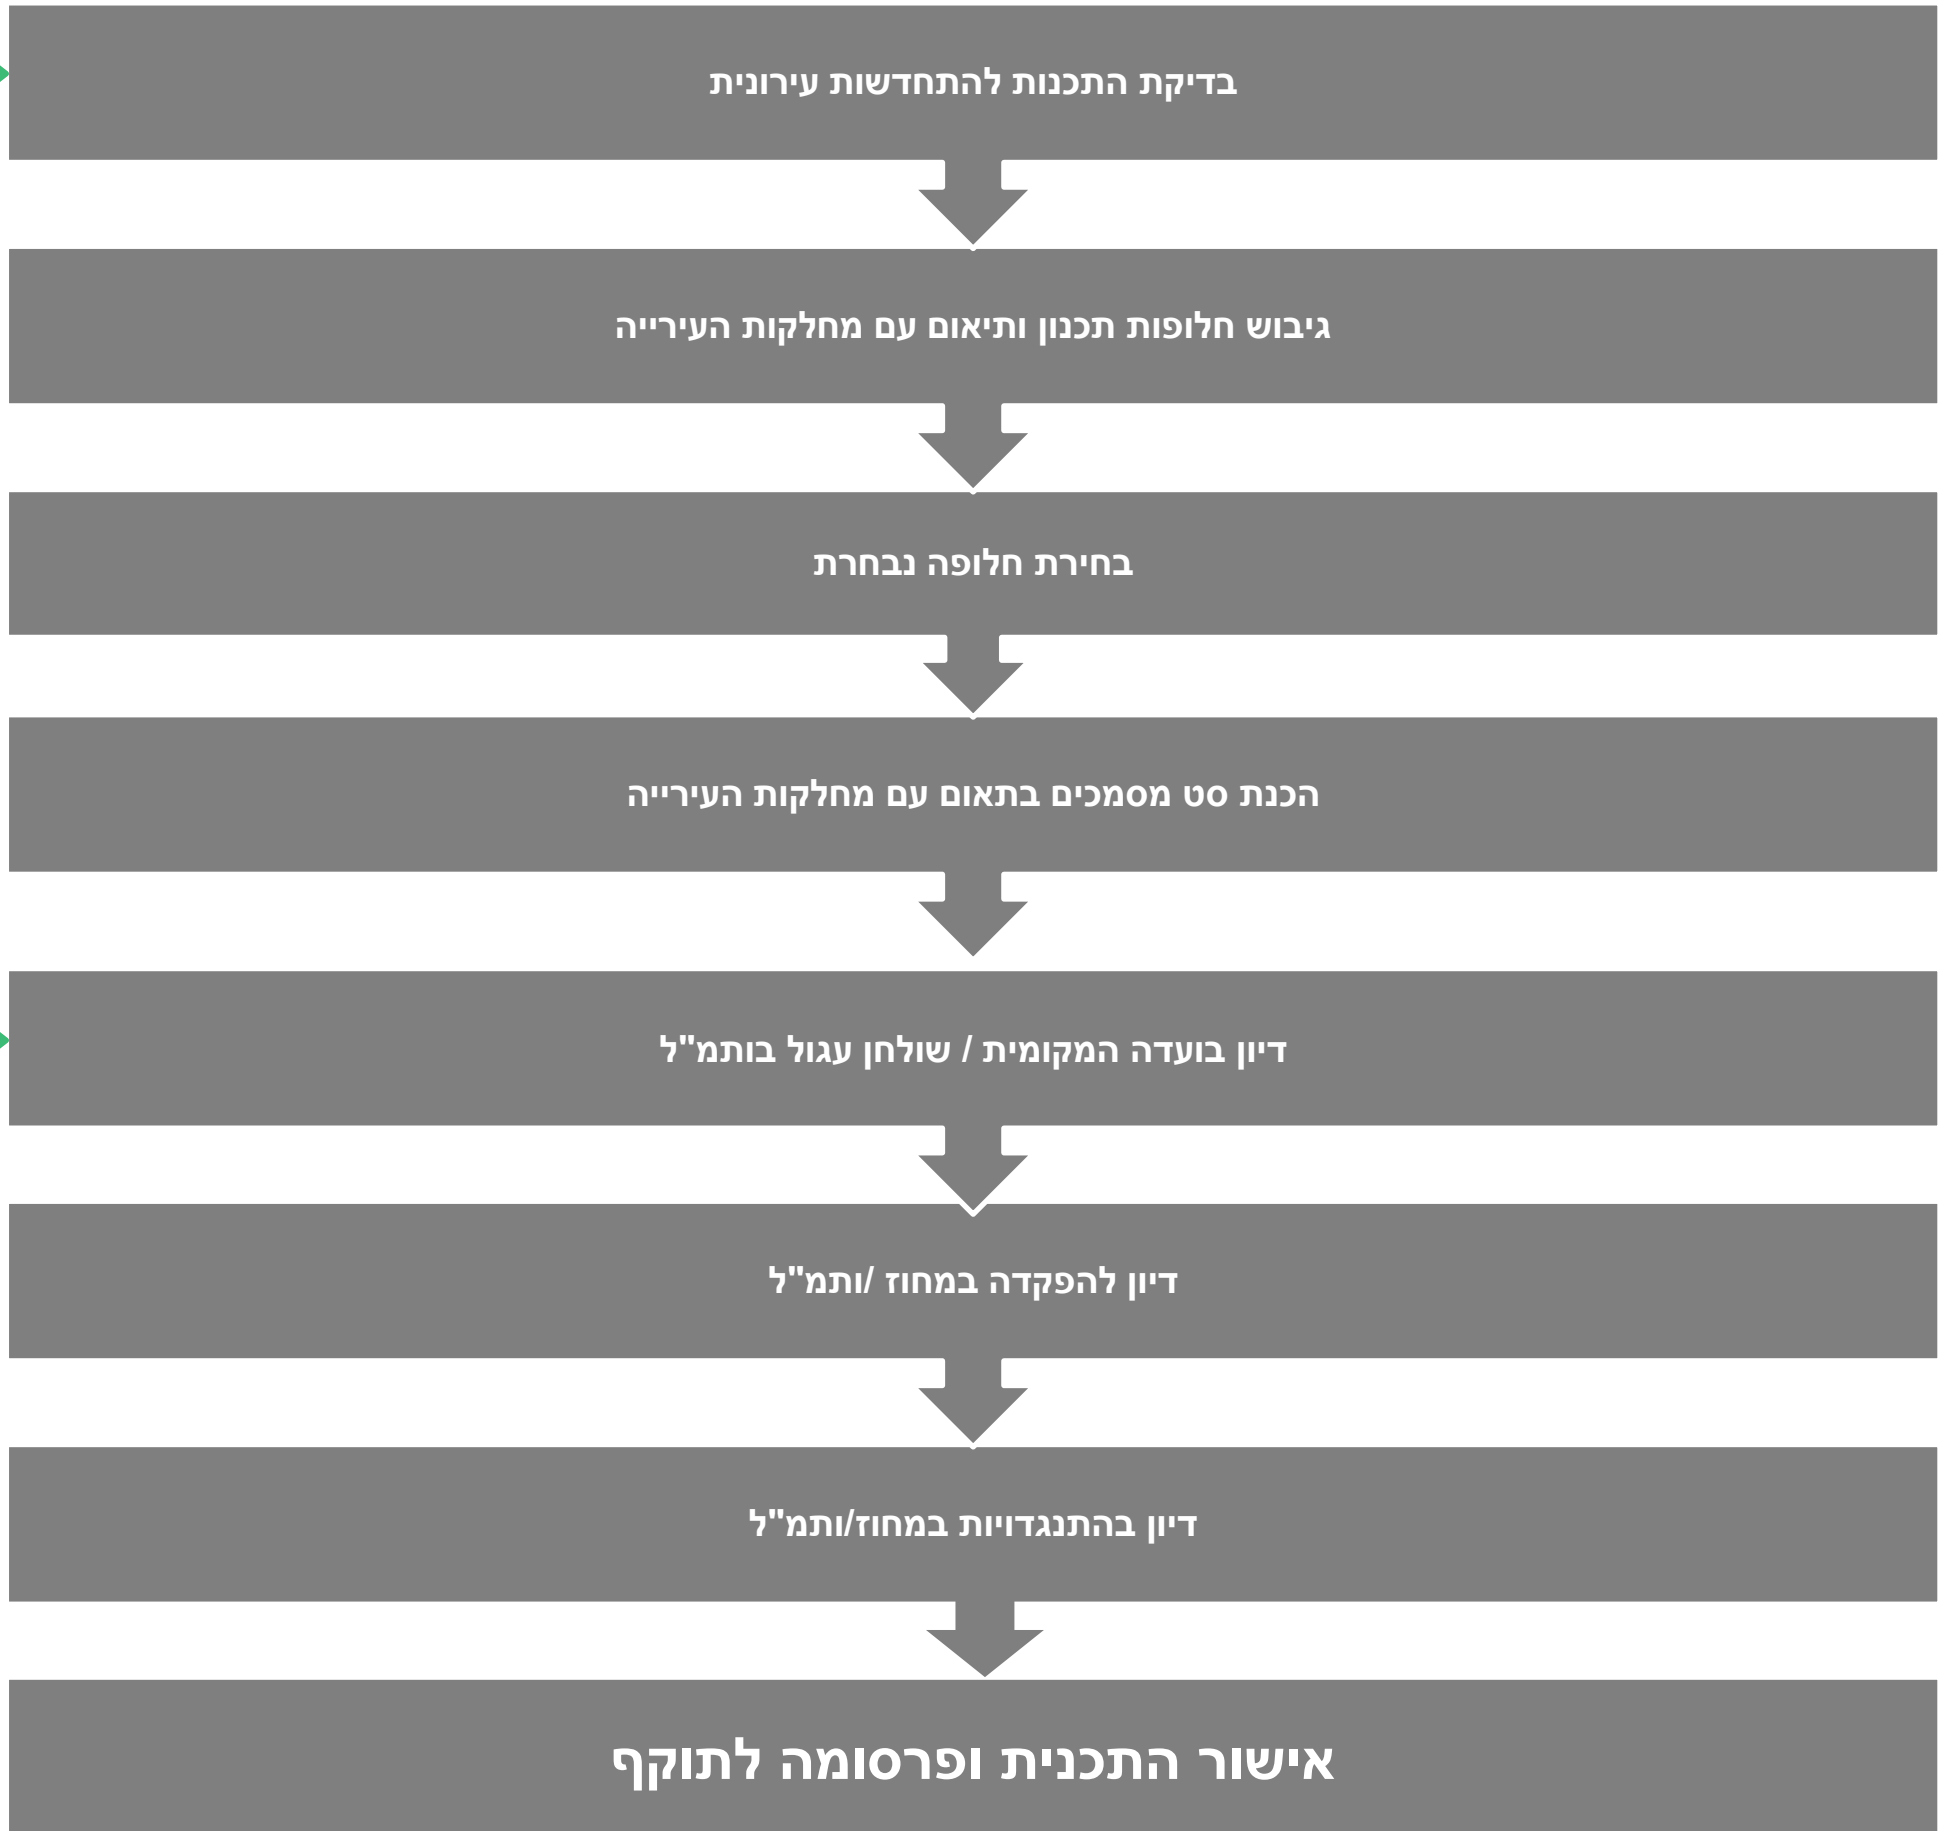 בדיקת התכנות להתחדשות עירונית
גיבוש חלופות תכנון ותיאום עם מחלקות העירייה
בחירת חלופה נבחרת
הכנת סט מסמכים בתאום עם מחלקות העירייה
דיון בועדה המקומית / שולחן עגול בותמ"ל
דיון להפקדה במחוז /ותמ"ל
דיון בהתנגדויות במחוז/ותמ"ל
אישור התכנית ופרסומה לתוקף